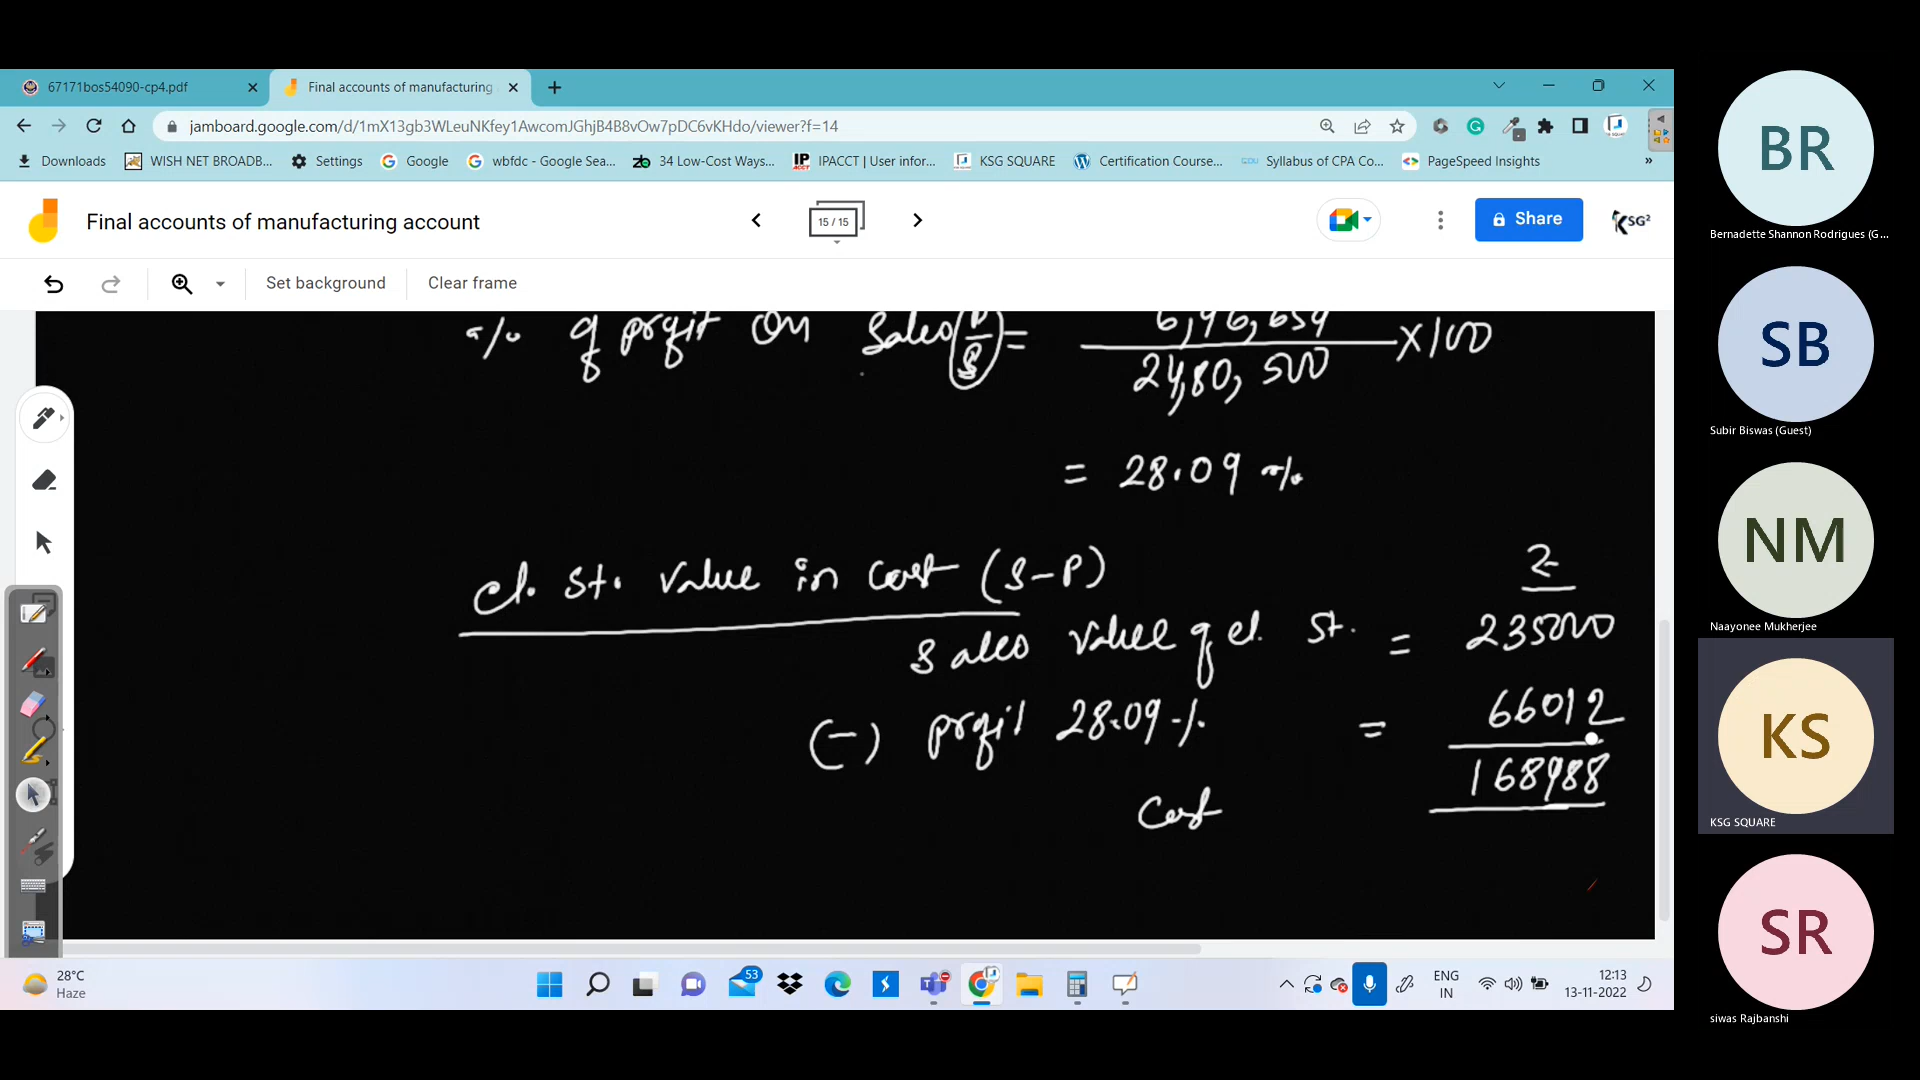 67171bos54090-cp4.pdf
Final accounts of manufacturing
jamboard.google.com/d/1mX13gb3WLeuNKfey1AwcomJGhjB4B8vOw7pDC6vKHdo/viewer?f=14
Downloads WISH NET BROADB... Settings Google wbfdc - Google Sea... 34 Low-Cost Ways... IPACCT | User infor... KSG SQUARE Certification Course... Syllabus of CPA Co... PageSpeed Insights »
Final accounts of manufacturing account
15 / 15
Share
KSG²
Set background
Clear frame
% of profit on Sales (P/S) = 6,96,659 / 24,80,500 × 100
= 28.09 %
Cl. St. Value in Cost (S-P)
Sales Value of Cl. St. = 235000
(-) profit 28.09 % = 66012
Cost 168988
28°C
Haze
53
ENG
IN
12:13
13-11-2022
BR
Bernadette Shannon Rodrigues (G...
SB
Subir Biswas (Guest)
NM
Naayonee Mukherjee
KS
KSG SQUARE
SR
siwas Rajbanshi